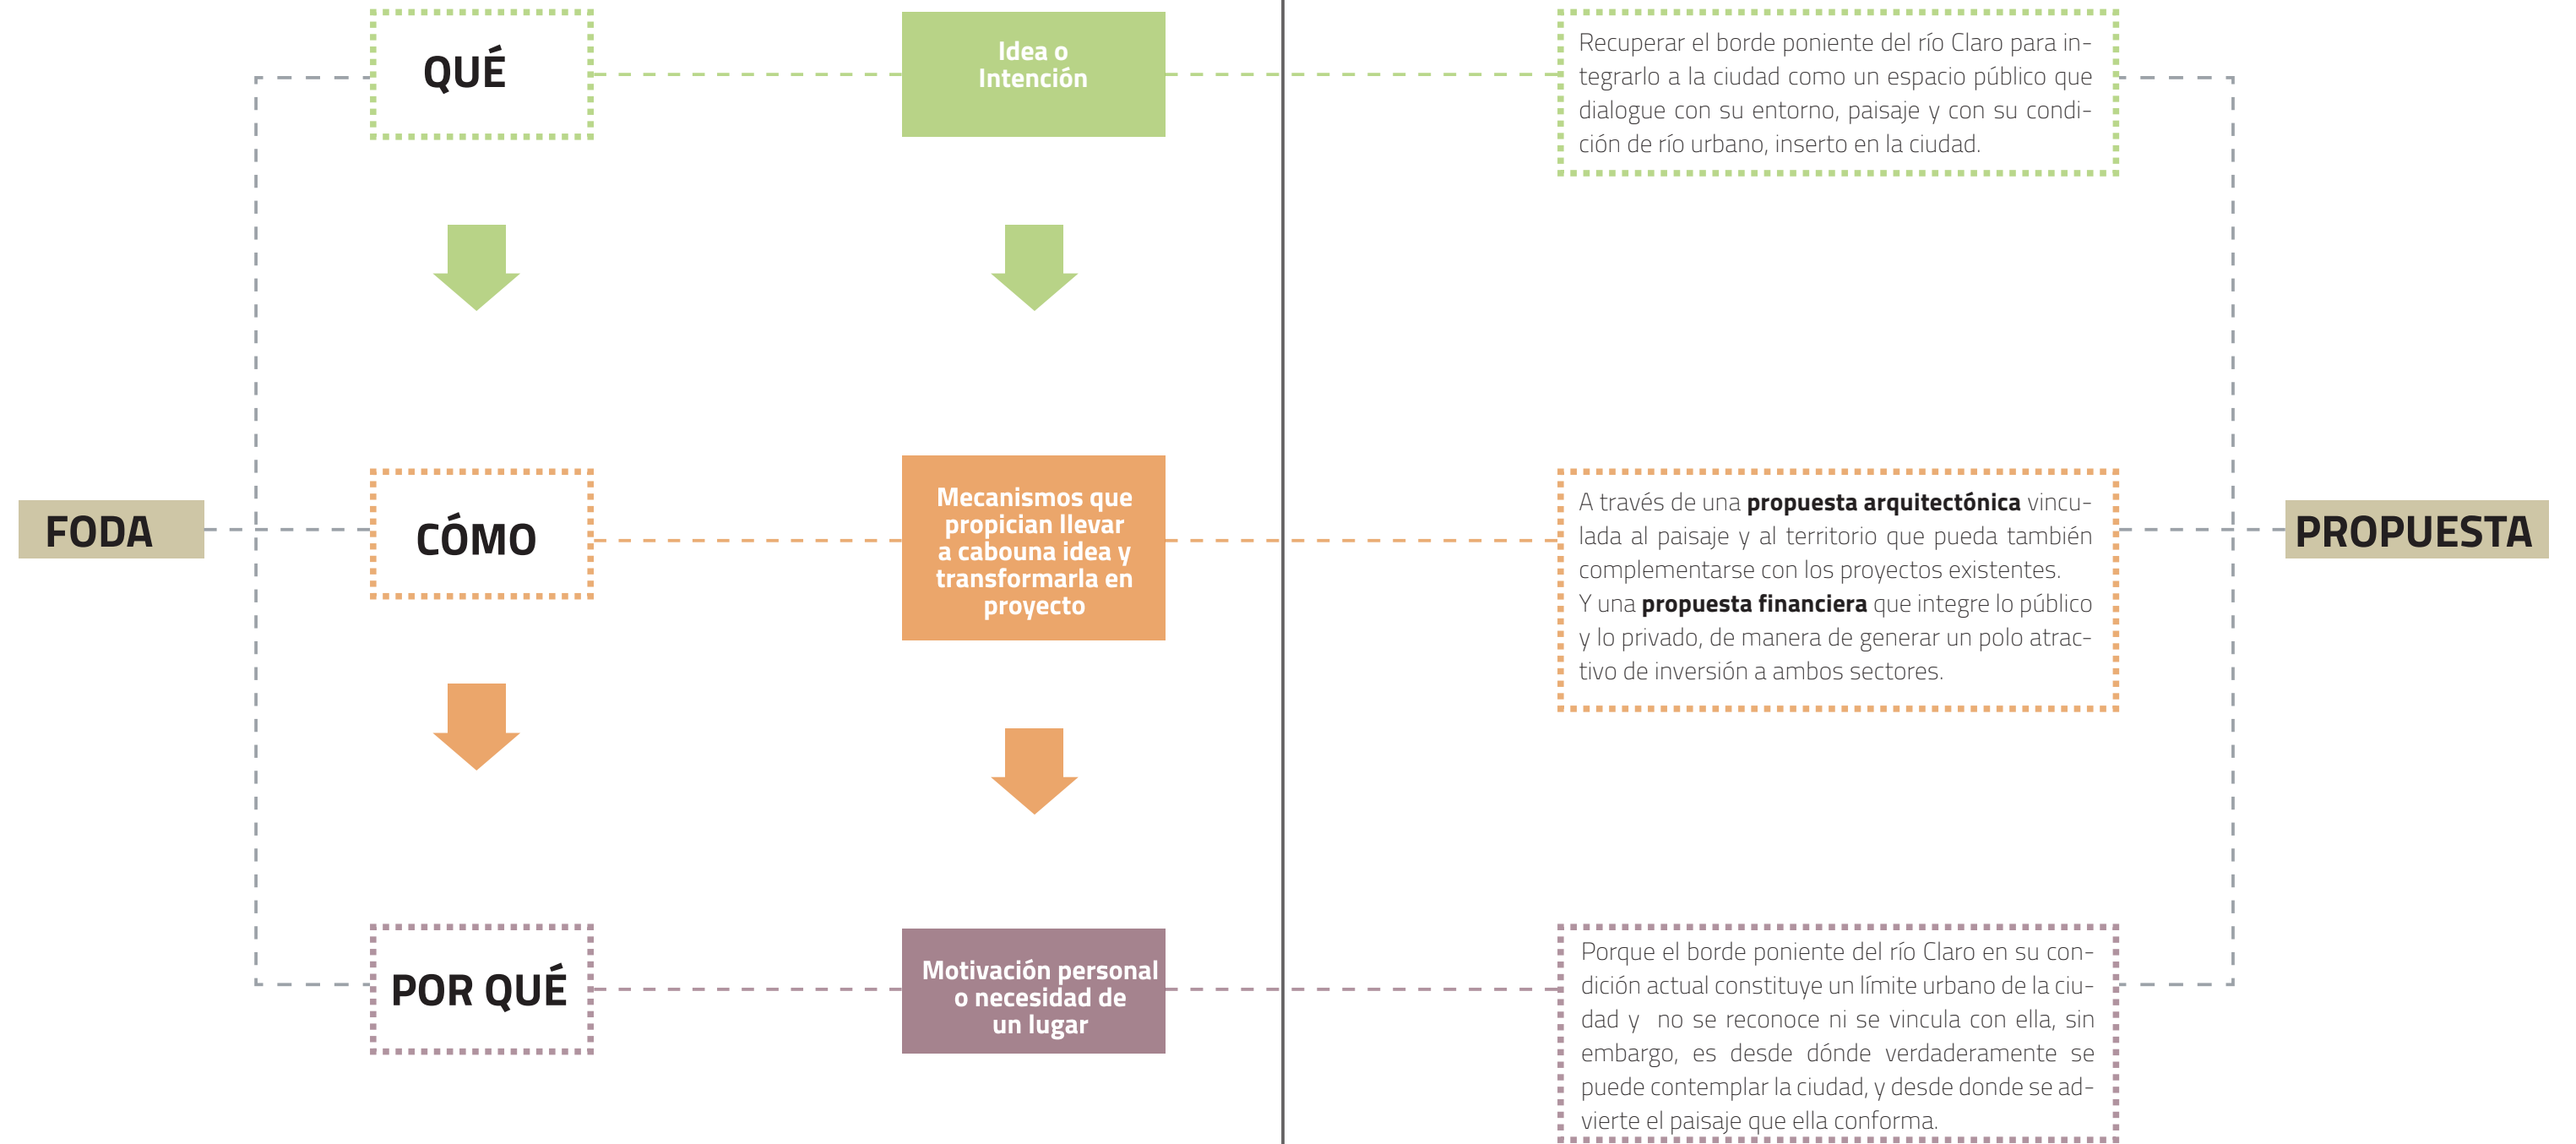 QUÉ
Idea o
Intención
Recuperar el borde poniente del río Claro para in-
tegrarlo a la ciudad como un espacio público que
dialogue con su entorno, paisaje y con su condi-
ción de río urbano, inserto en la ciudad.
FODA
CÓMO
Mecanismos que
propician llevar
a cabouna idea y
transformarla en
proyecto
A través de una propuesta arquitectónica vincu-
lada al paisaje y al territorio que pueda también
complementarse con los proyectos existentes.
Y una propuesta financiera que integre lo público
y lo privado, de manera de generar un polo atrac-
tivo de inversión a ambos sectores.
PROPUESTA
POR QUÉ
Motivación personal
o necesidad de
un lugar
Porque el borde poniente del río Claro en su con-
dición actual constituye un límite urbano de la ciu-
dad y no se reconoce ni se vincula con ella, sin
embargo, es desde dónde verdaderamente se
puede contemplar la ciudad, y desde donde se ad-
vierte el paisaje que ella conforma.